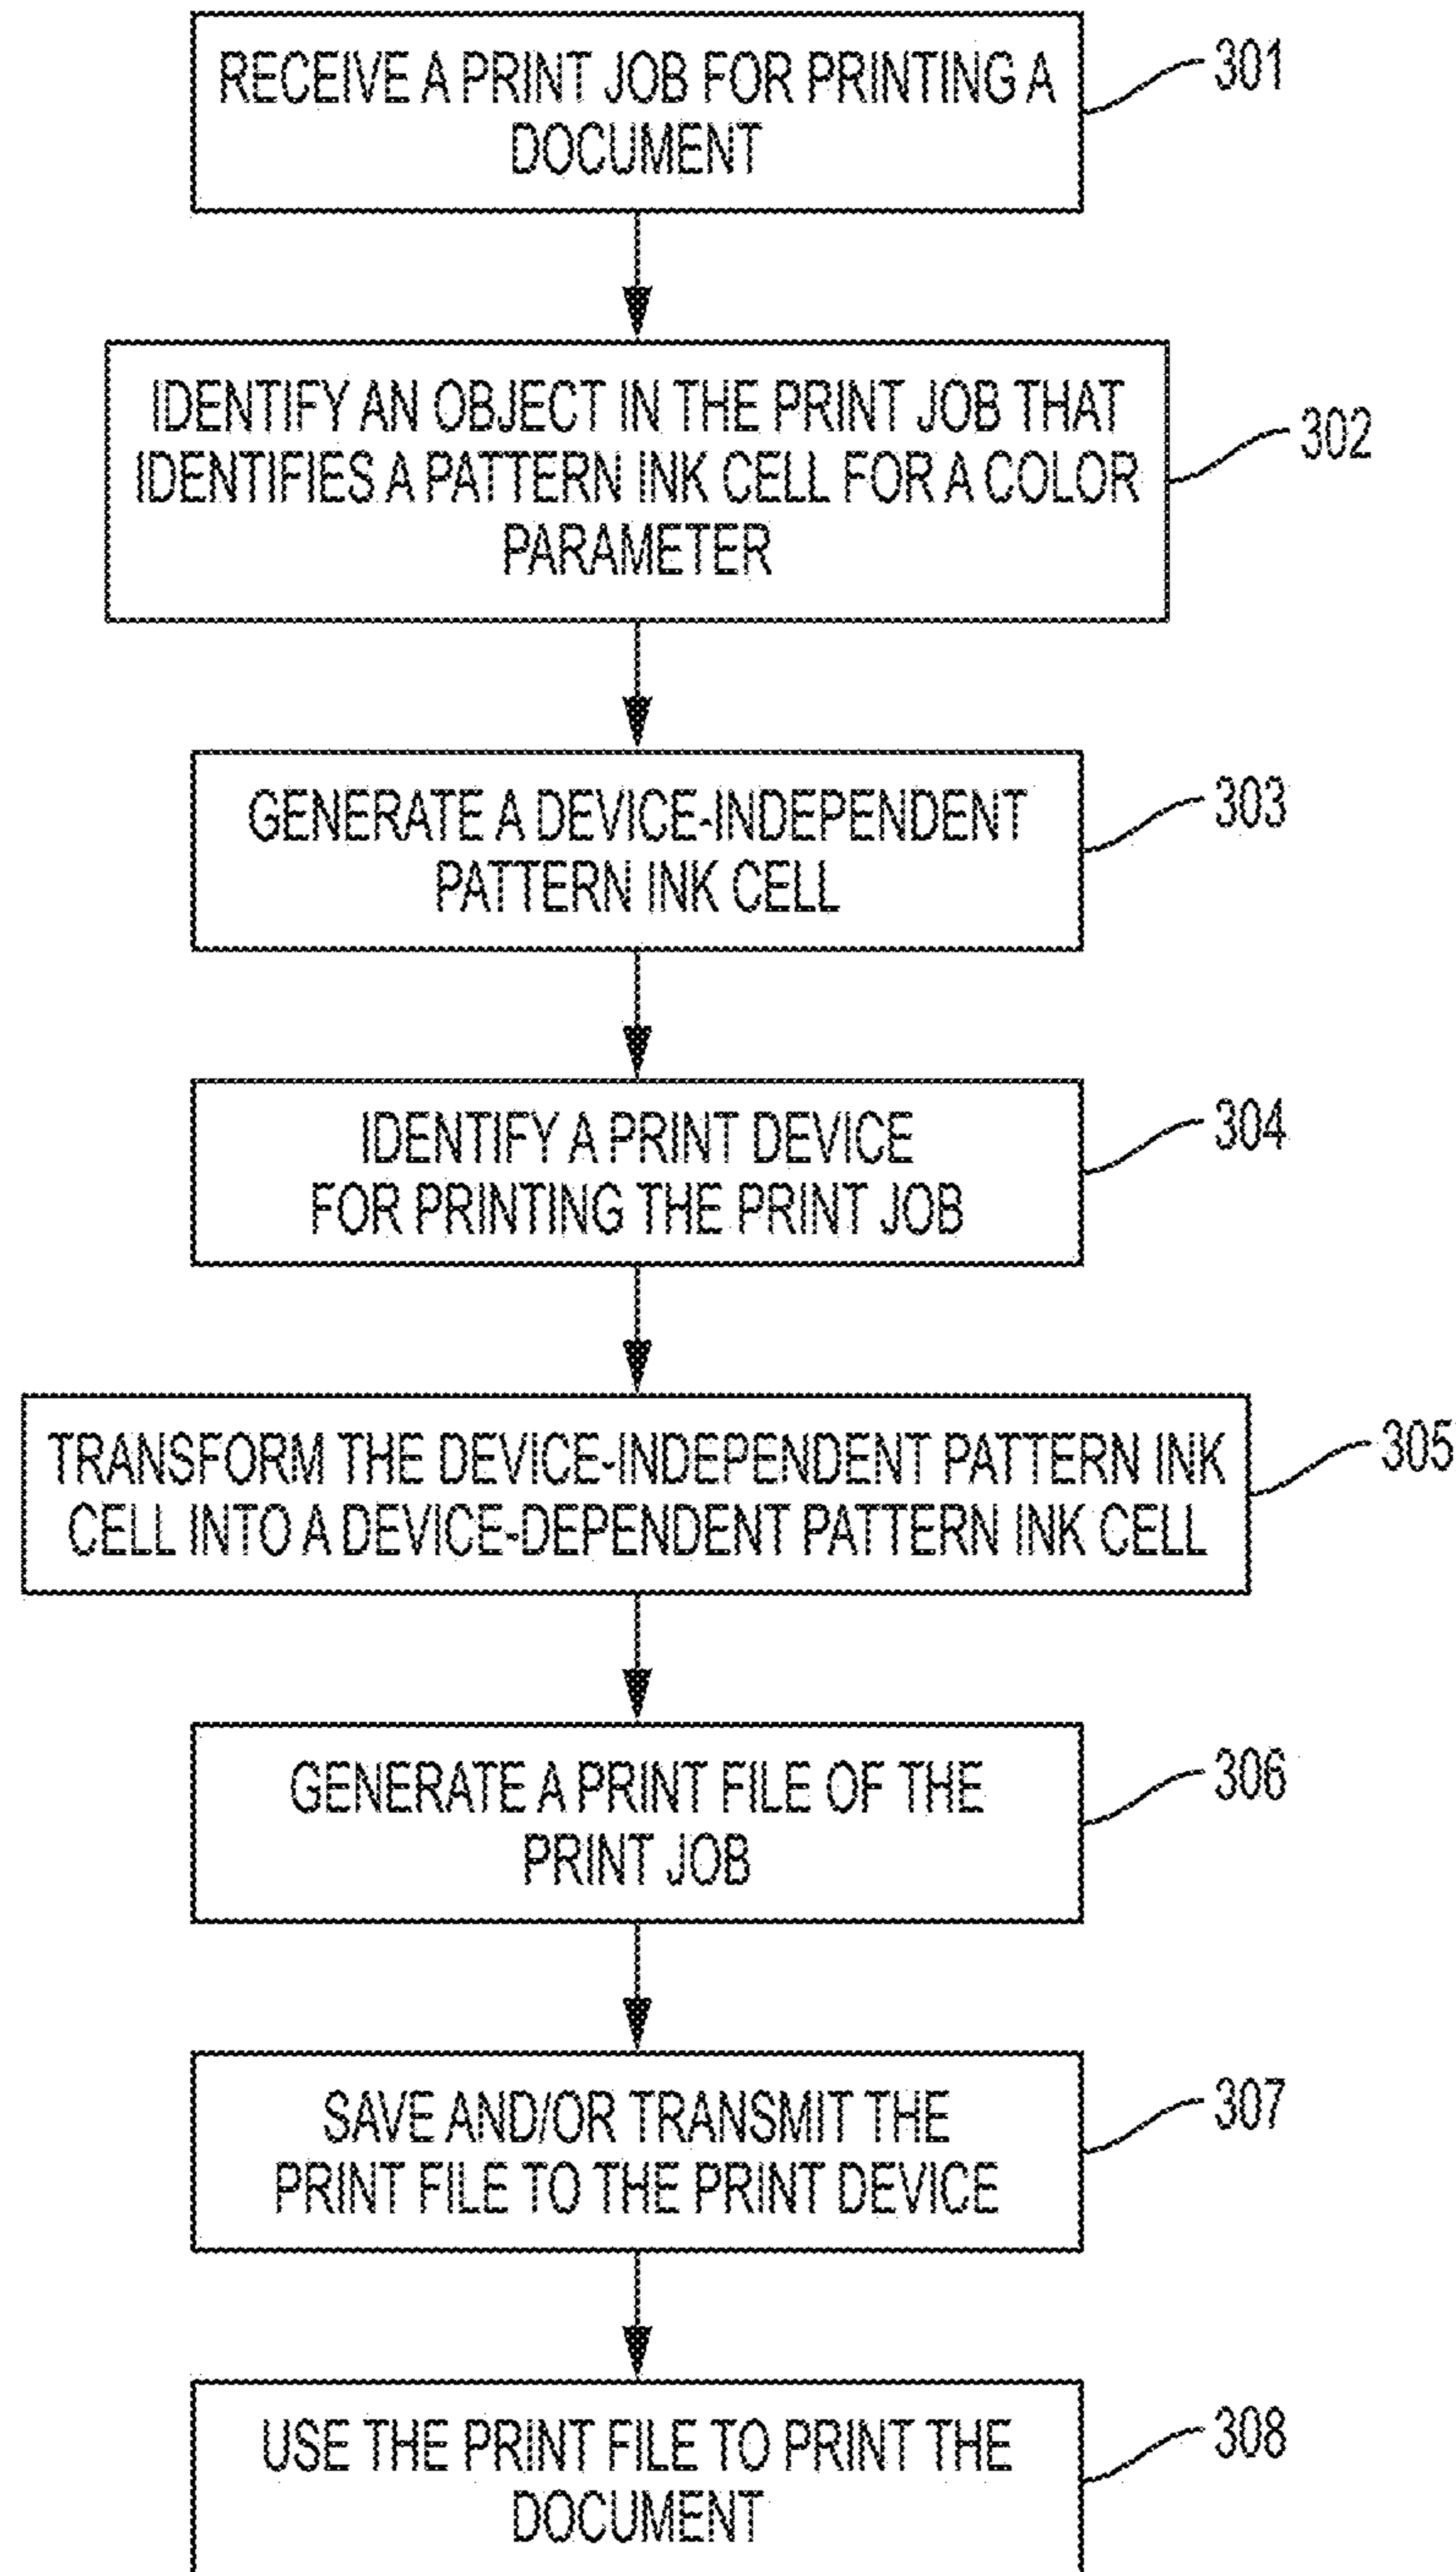 RECEIVE A PRINT JOB FOR PRINTING A
DOCUMENT
301
IDENTIFY AN OBJECT IN THE PRINT JOB THAT
IDENTIFIES A PATTERN INK CELL FOR A COLOR
PARAMETER
302
GENERATE A DEVICE-INDEPENDENT
PATTERN INK CELL
303
IDENTIFY A PRINT DEVICE
FOR PRINTING THE PRINT JOB
304
TRANSFORM THE DEVICE-INDEPENDENT PATTERN INK
CELL INTO A DEVICE-DEPENDENT PATTERN INK CELL
305
GENERATE A PRINT FILE OF THE
PRINT JOB
306
SAVE AND/OR TRANSMIT THE
PRINT FILE TO THE PRINT DEVICE
307
USE THE PRINT FILE TO PRINT THE
DOCUMENT
308